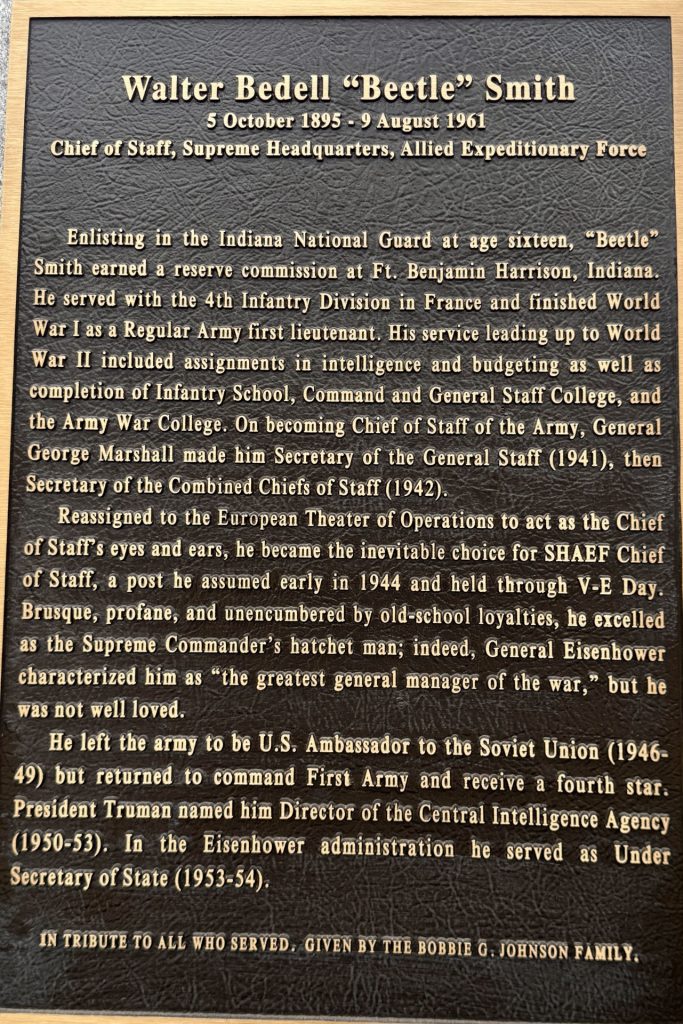 Walter Bedell “Beetle” Smith
5 October 1895 - 9 August 1961
Chief of Staff, Supreme Headquarters, Allied Expeditionary Force
Enlisting in the Indiana National Guard at age sixteen, “Beetle”
Smith earned a reserve commission at Ft. Benjamin Harrison, Indiana.
He served with the 4th Infantry Division in France and finished World
War I as a Regular Army first lieutenant. His service leading up to World
War II included assignments in intelligence and budgeting as well as
completion of Infantry School, Command and General Staff College, and
the Army War College. On becoming Chief of Staff of the Army, General
George Marshall made him Secretary of the General Staff (1941), then
Secretary of the Combined Chiefs of Staff (1942).
Reassigned to the European Theater of Operations to act as the Chief
of Staff’s eyes and ears, he became the inevitable choice for SHAEF Chief
of Staff, a post he assumed early in 1944 and held through V-E Day.
Brusque, profane, and unencumbered by old-school loyalties, he excelled
as the Supreme Commander’s hatchet man; indeed, General Eisenhower
characterized him as “the greatest general manager of the war,” but he
was not well loved.
He left the army to be U.S. Ambassador to the Soviet Union (1946-
49) but returned to command First Army and receive a fourth star.
President Truman named him Director of the Central Intelligence Agency
(1950-53). In the Eisenhower administration he served as Under
Secretary of State (1953-54).
IN TRIBUTE TO ALL WHO SERVED. GIVEN BY THE BOBBIE G. JOHNSON FAMILY.